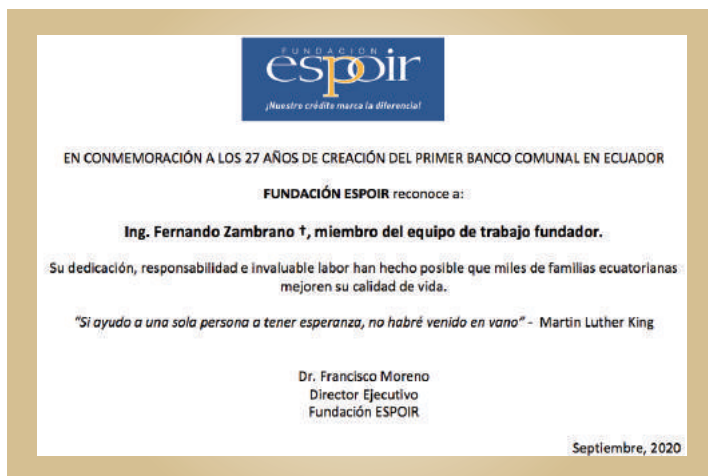 FUNDACIÓN
espoir
¡Nuestro crédito marca la diferencia!
EN CONMEMORACIÓN A LOS 27 AÑOS DE CREACIÓN DEL PRIMER BANCO COMUNAL EN ECUADOR
FUNDACIÓN ESPOIR reconoce a:
Ing. Fernando Zambrano †, miembro del equipo de trabajo fundador.
Su dedicación, responsabilidad e invaluable labor han hecho posible que miles de familias ecuatorianas
mejoren su calidad de vida.
"Si ayudo a una sola persona a tener esperanza, no habré venido en vano" - Martin Luther King
Dr. Francisco Moreno
Director Ejecutivo
Fundación ESPOIR
Septiembre, 2020